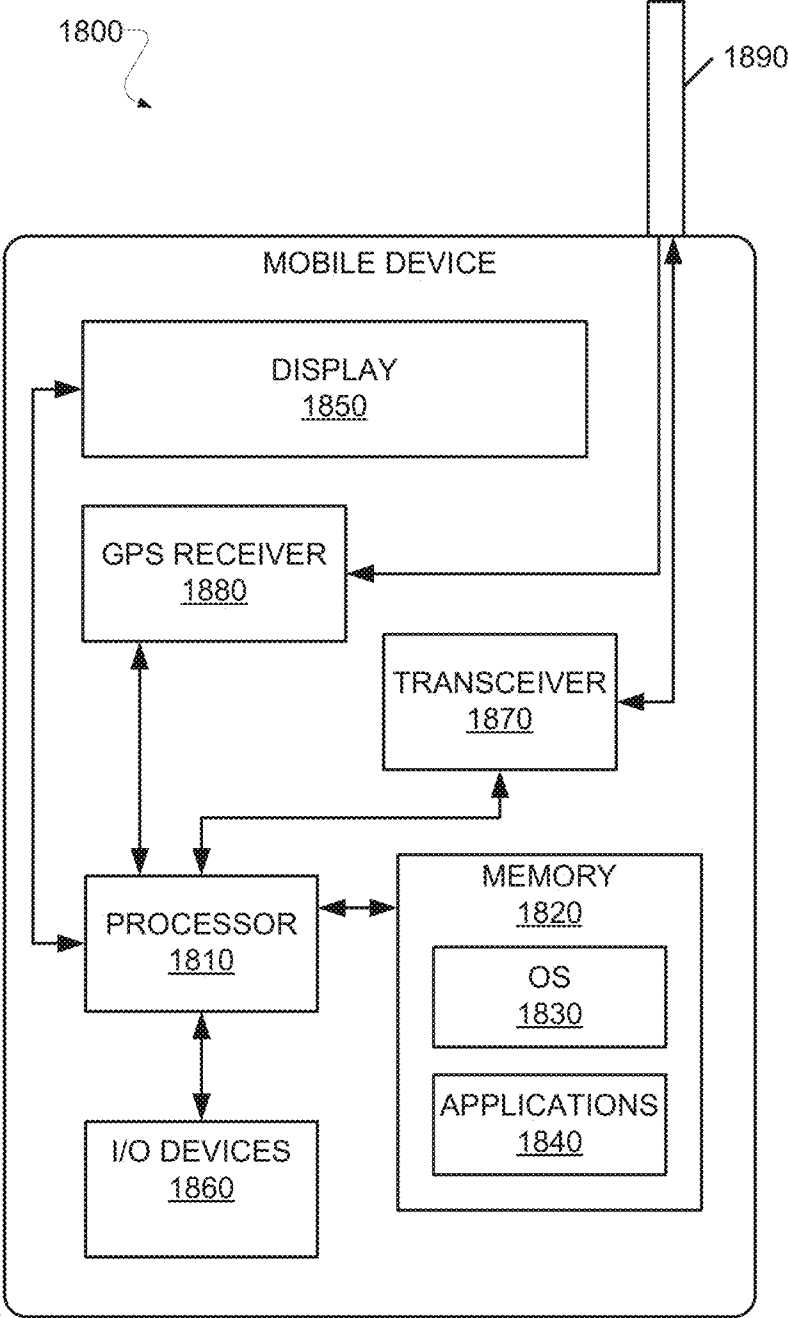 1800
1890
MOBILE DEVICE
DISPLAY
1850
GPS RECEIVER
1880
TRANSCEIVER
1870
PROCESSOR
1810
MEMORY
1820
OS
1830
APPLICATIONS
1840
I/O DEVICES
1860